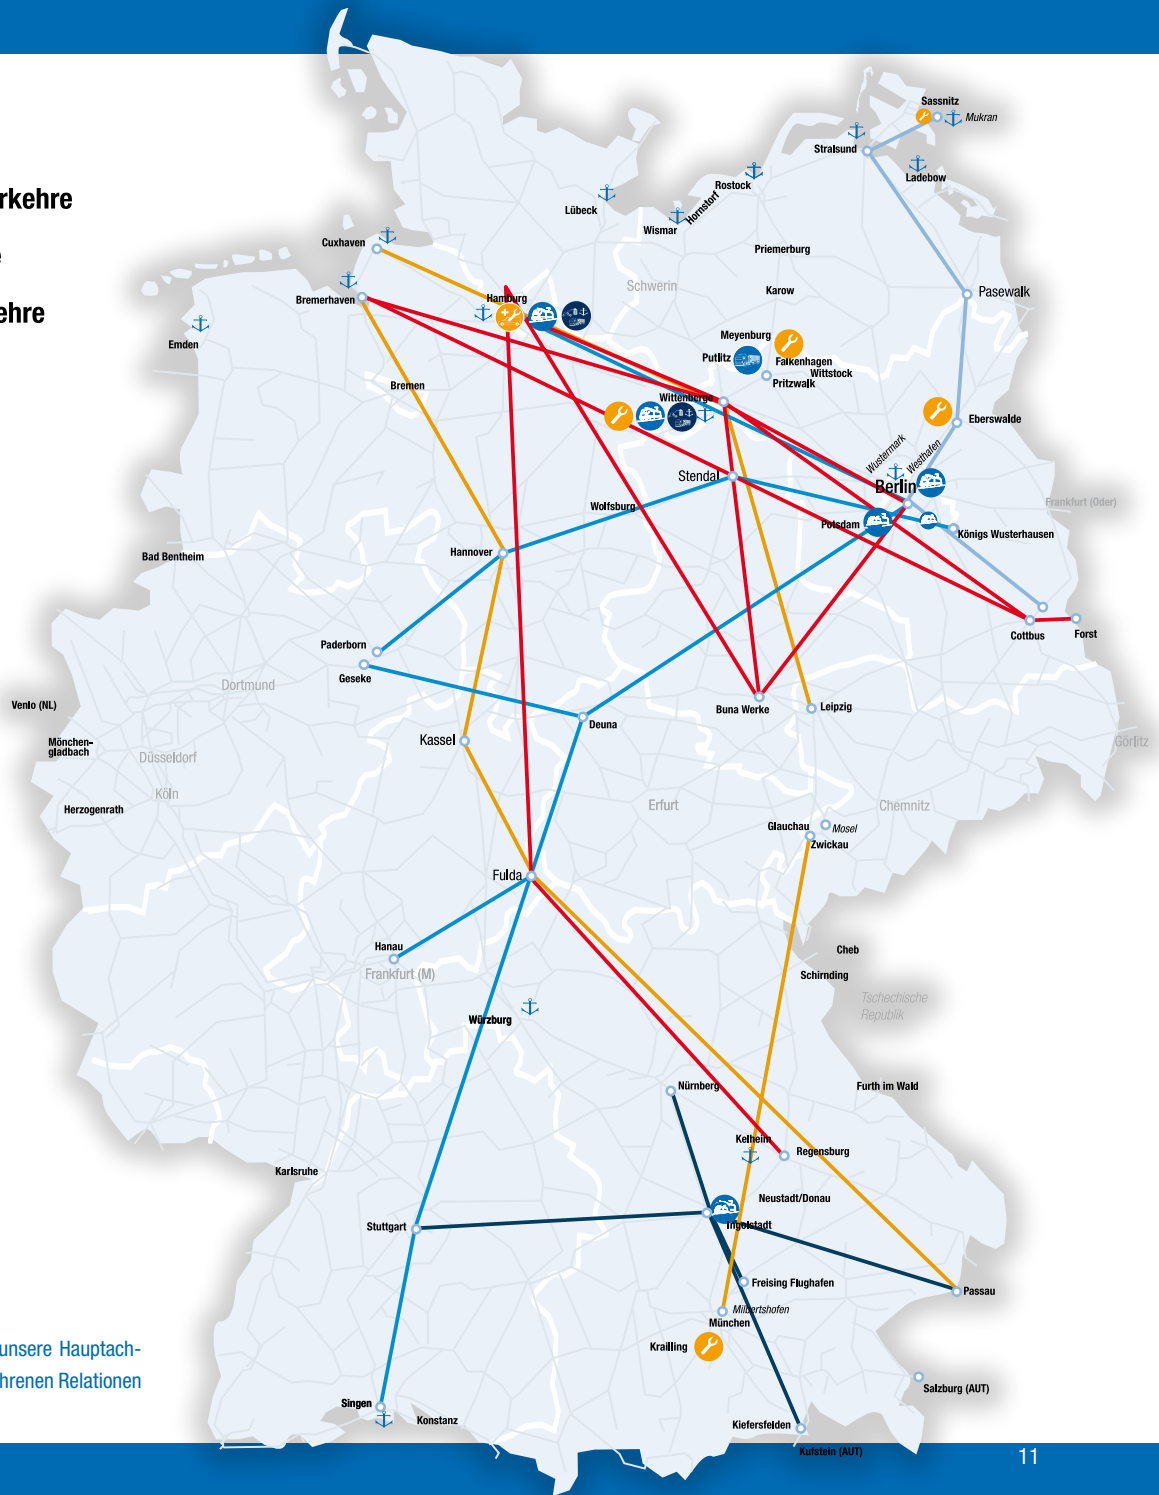 rkehre
e
ehre
Sassnitz
Mukran
Stralsund
Ladebow
Rostock
Hornstorf
Lübeck
Wismar
Cuxhaven
Priemerburg
Schwerin
Karow
Pasewalk
Bremerhaven
Hamburg
Emden
Meyenburg
Putlitz
Falkenhagen
Wittstock
Pritzwalk
Bremen
Wittenberge
Eberswalde
Wustermark
Westhafen
Stendal
Berlin
Frankfurt (Oder)
Wolfsburg
Potsdam
Königs Wusterhausen
Hannover
Bad Bentheim
Cottbus
Forst
Paderborn
Geseke
Dortmund
Venlo (NL)
Buna Werke
Leipzig
Deuna
Mönchen-
gladbach
Kassel
Görlitz
Düsseldorf
Köln
Herzogenrath
Erfurt
Chemnitz
Glauchau
Mosel
Zwickau
Fulda
Hanau
Frankfurt (M)
Cheb
Schirnding
Tschechische
Republik
Würzburg
Nürnberg
Furth im Wald
Kelheim
Regensburg
Karlsruhe
Neustadt/Donau
Stuttgart
Ingolstadt
Freising Flughafen
Passau
Milbertshofen
München
Krailling
unsere Hauptach-
hrenen Relationen
Salzburg (AUT)
Singen
Konstanz
Kiefersfelden
Kufstein (AUT)
11